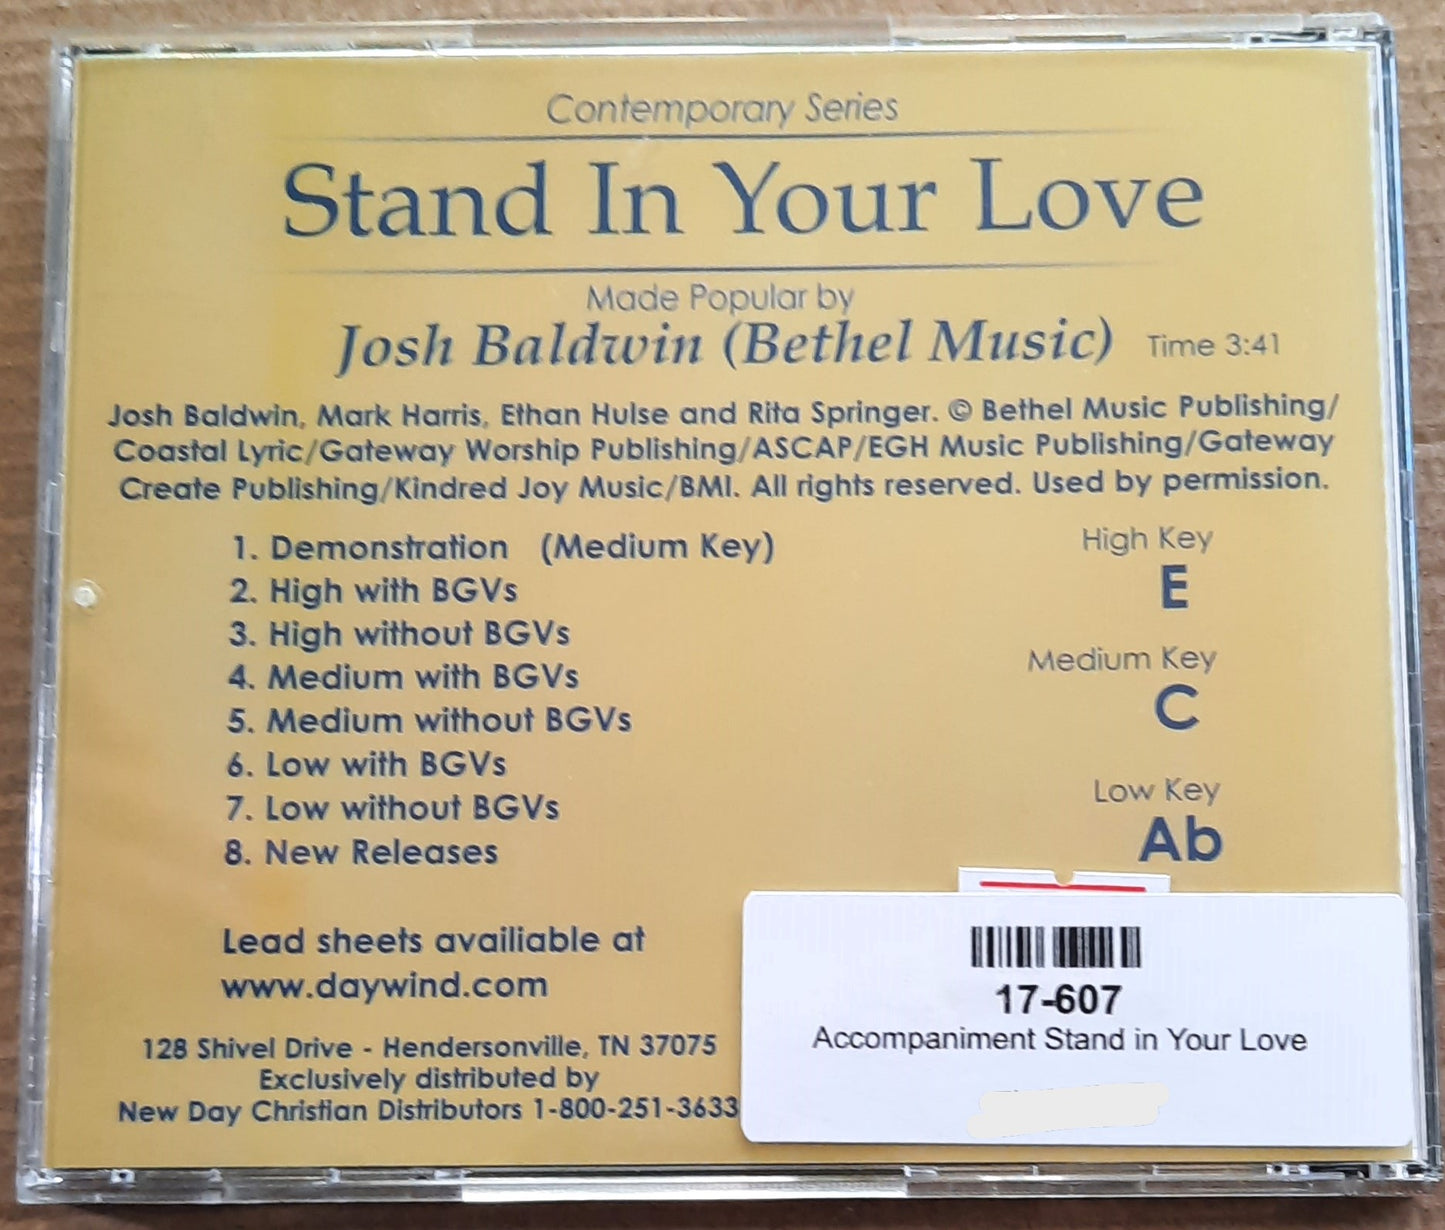 Contemporary Series
Stand In Your Love
Made Popular by
Josh Baldwin (Bethel Music) Time 3:41
Josh Baldwin, Mark Harris, Ethan Hulse and Rita Springer. © Bethel Music Publishing/
Coastal Lyric/Gateway Worship Publishing/ASCAP/EGH Music Publishing/Gateway
Create Publishing/Kindred Joy Music/BMI. All rights reserved. Used by permission.
1. Demonstration (Medium Key)
2. High with BGVs
3. High without BGVs
4. Medium with BGVs
5. Medium without BGVs
6. Low with BGVs
7. Low without BGVs
8. New Releases
High Key
E
Medium Key
C
Low Key
Ab
Lead sheets availiable at
www.daywind.com
128 Shivel Drive - Hendersonville, TN 37075
Exclusively distributed by
New Day Christian Distributors 1-800-251-3633
17-607
Accompaniment Stand in Your Love